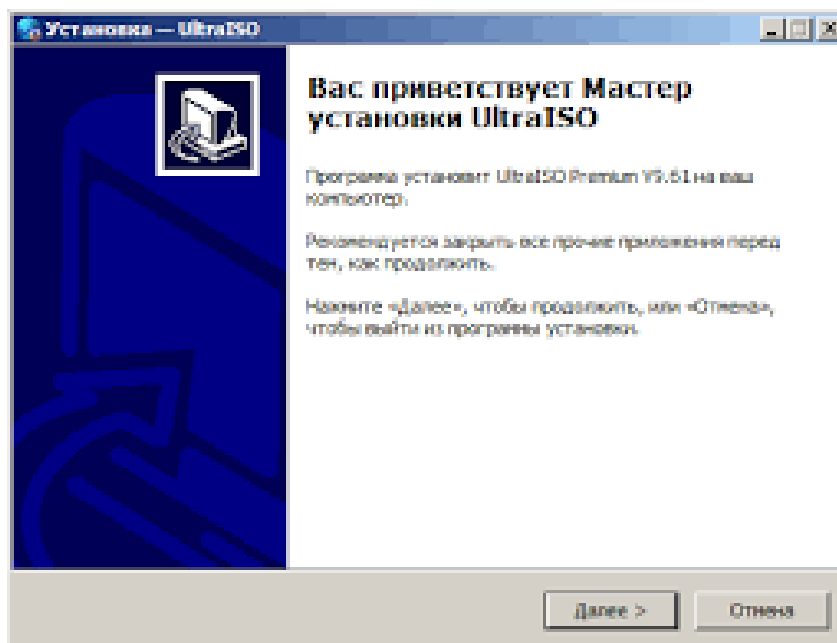 Установка — UltraISO
Вас приветствует Мастер
установки UltraISO
Программа установит UltraISO Premium V9.61 на ваш
компьютер.
Рекомендуется закрыть все прочие приложения перед
тем, как продолжить.
Нажмите «Далее», чтобы продолжить, или «Отмена»,
чтобы выйти из программы установки.
Далее >
Отмена